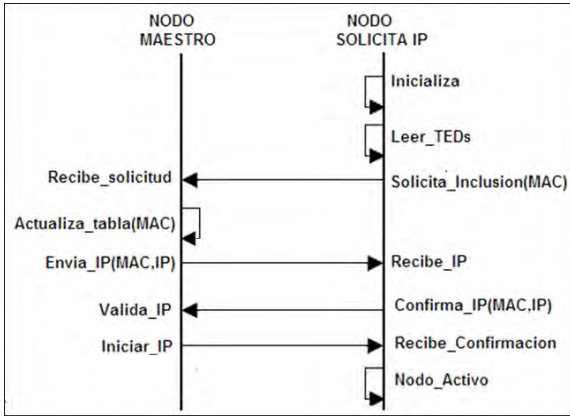 NODO MAESTRO
NODO SOLICITA IP
Inicializa
Leer_TEDs
Recibe_solicitud
Solicita_Inclusion(MAC)
Actualiza_tabla(MAC)
Envia_IP(MAC,IP)
Recibe_IP
Valida_IP
Confirma_IP(MAC,IP)
Iniciar_IP
Recibe_Confirmacion
Nodo_Activo